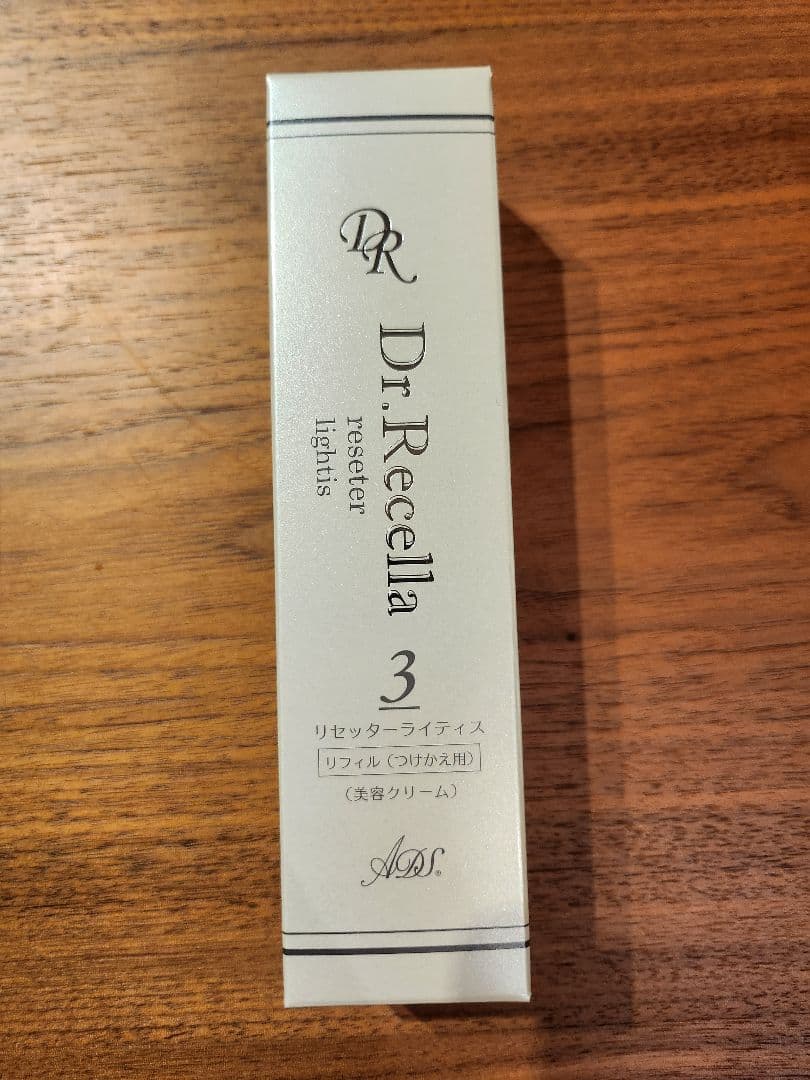 DR
Dr.Recella
reseter
lightis
3
リセッターライティス
リフィル（つけかえ用）
（美容クリーム）
ADS®